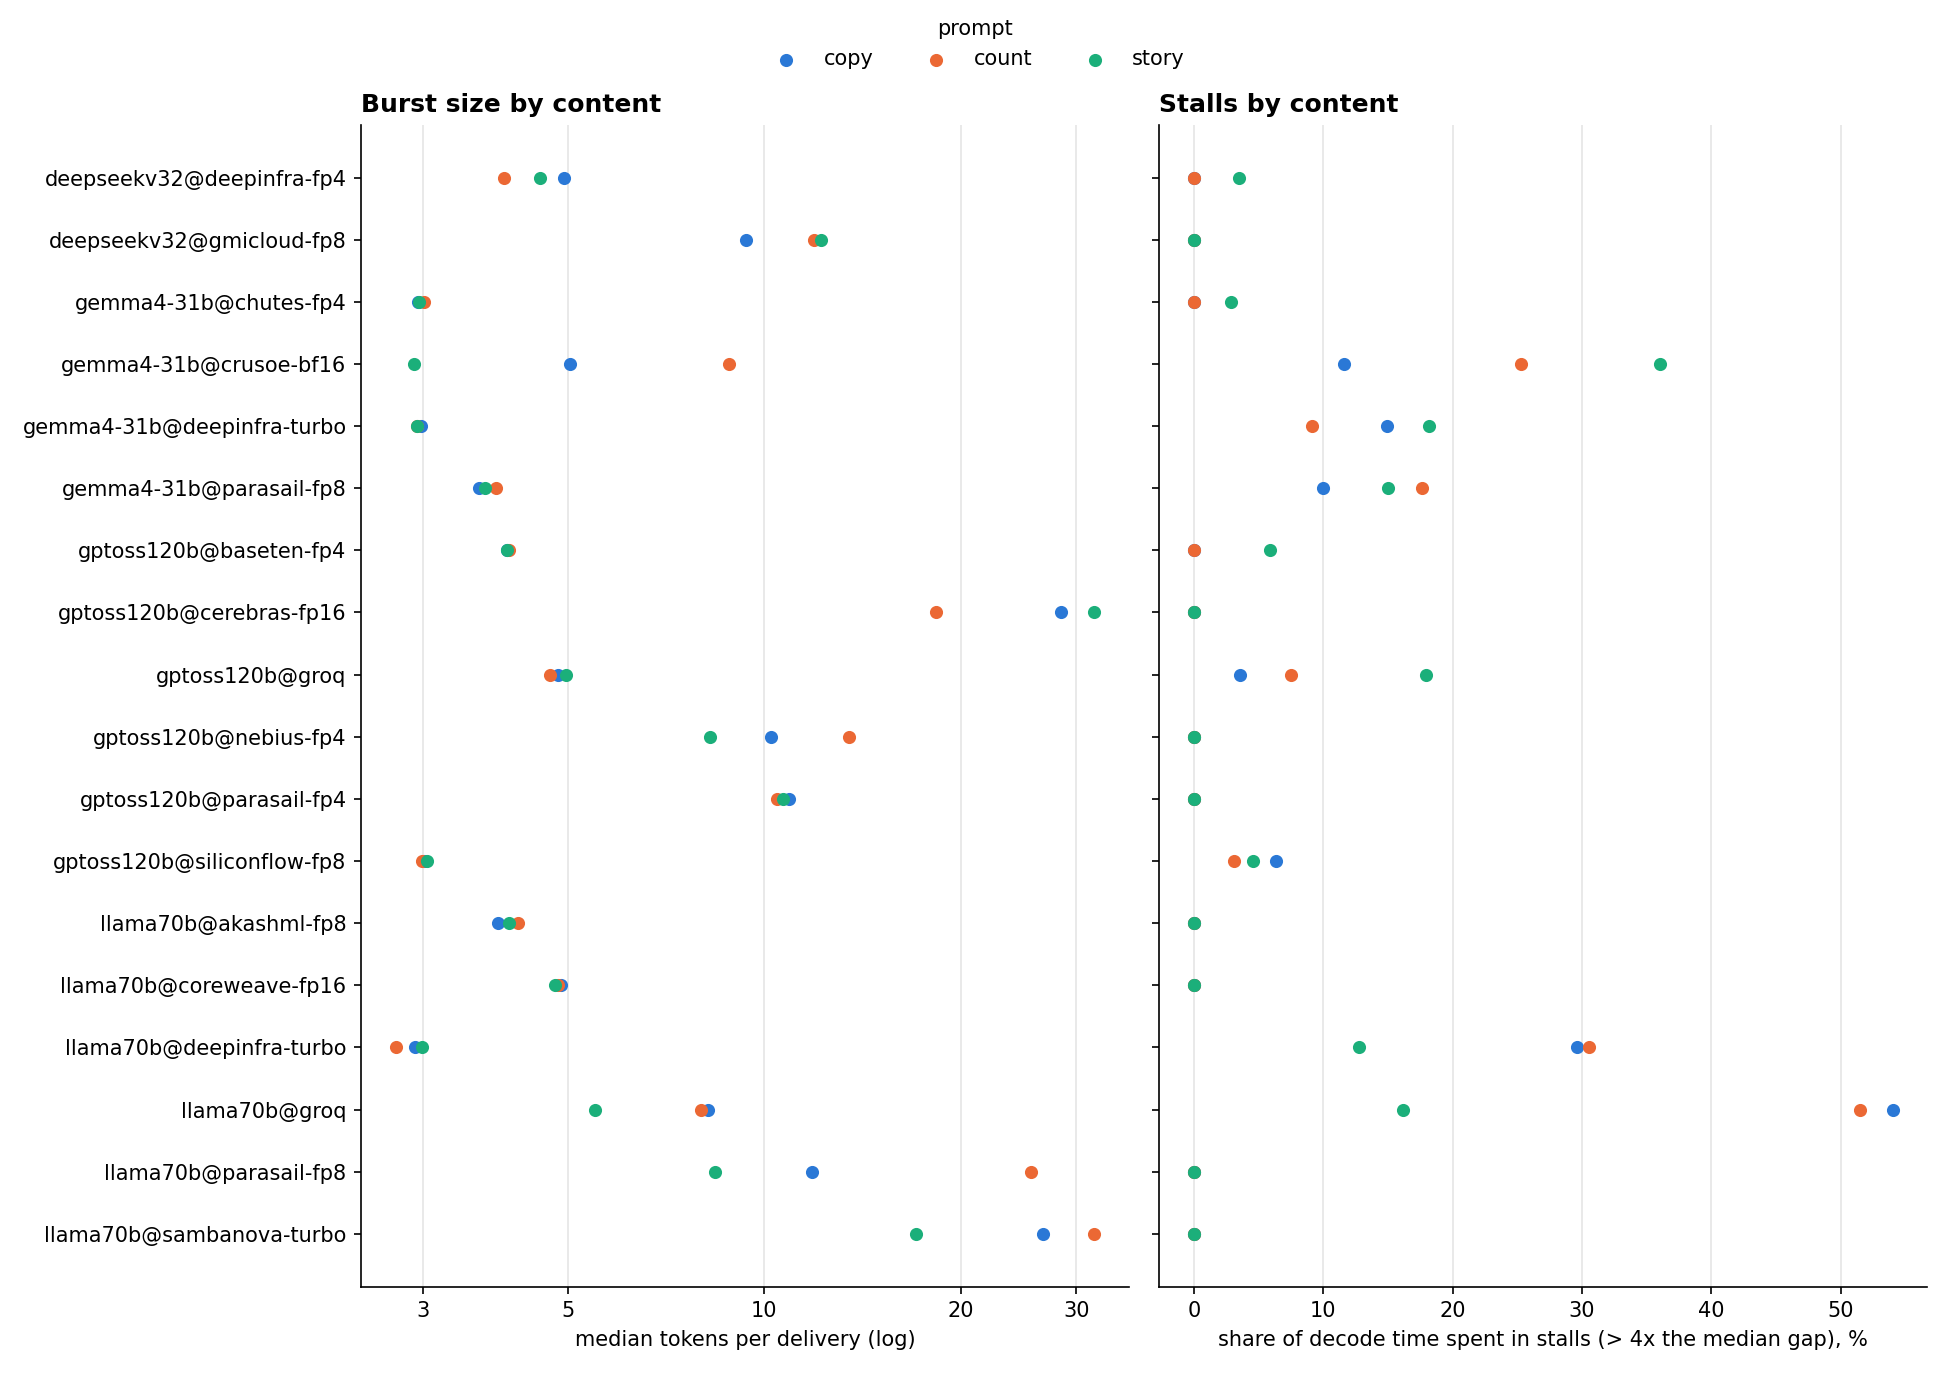 prompt
copy count story
Burst size by content
Stalls by content
deepseekv32@deepinfra-fp4
deepseekv32@gmicloud-fp8
gemma4-31b@chutes-fp4
gemma4-31b@crusoe-bf16
gemma4-31b@deepinfra-turbo
gemma4-31b@parasail-fp8
gptoss120b@baseten-fp4
gptoss120b@cerebras-fp16
gptoss120b@groq
gptoss120b@nebius-fp4
gptoss120b@parasail-fp4
gptoss120b@siliconflow-fp8
llama70b@akashml-fp8
llama70b@coreweave-fp16
llama70b@deepinfra-turbo
llama70b@groq
llama70b@parasail-fp8
llama70b@sambanova-turbo
3 5 10 20 30
median tokens per delivery (log)
0 10 20 30 40 50
share of decode time spent in stalls (> 4x the median gap), %